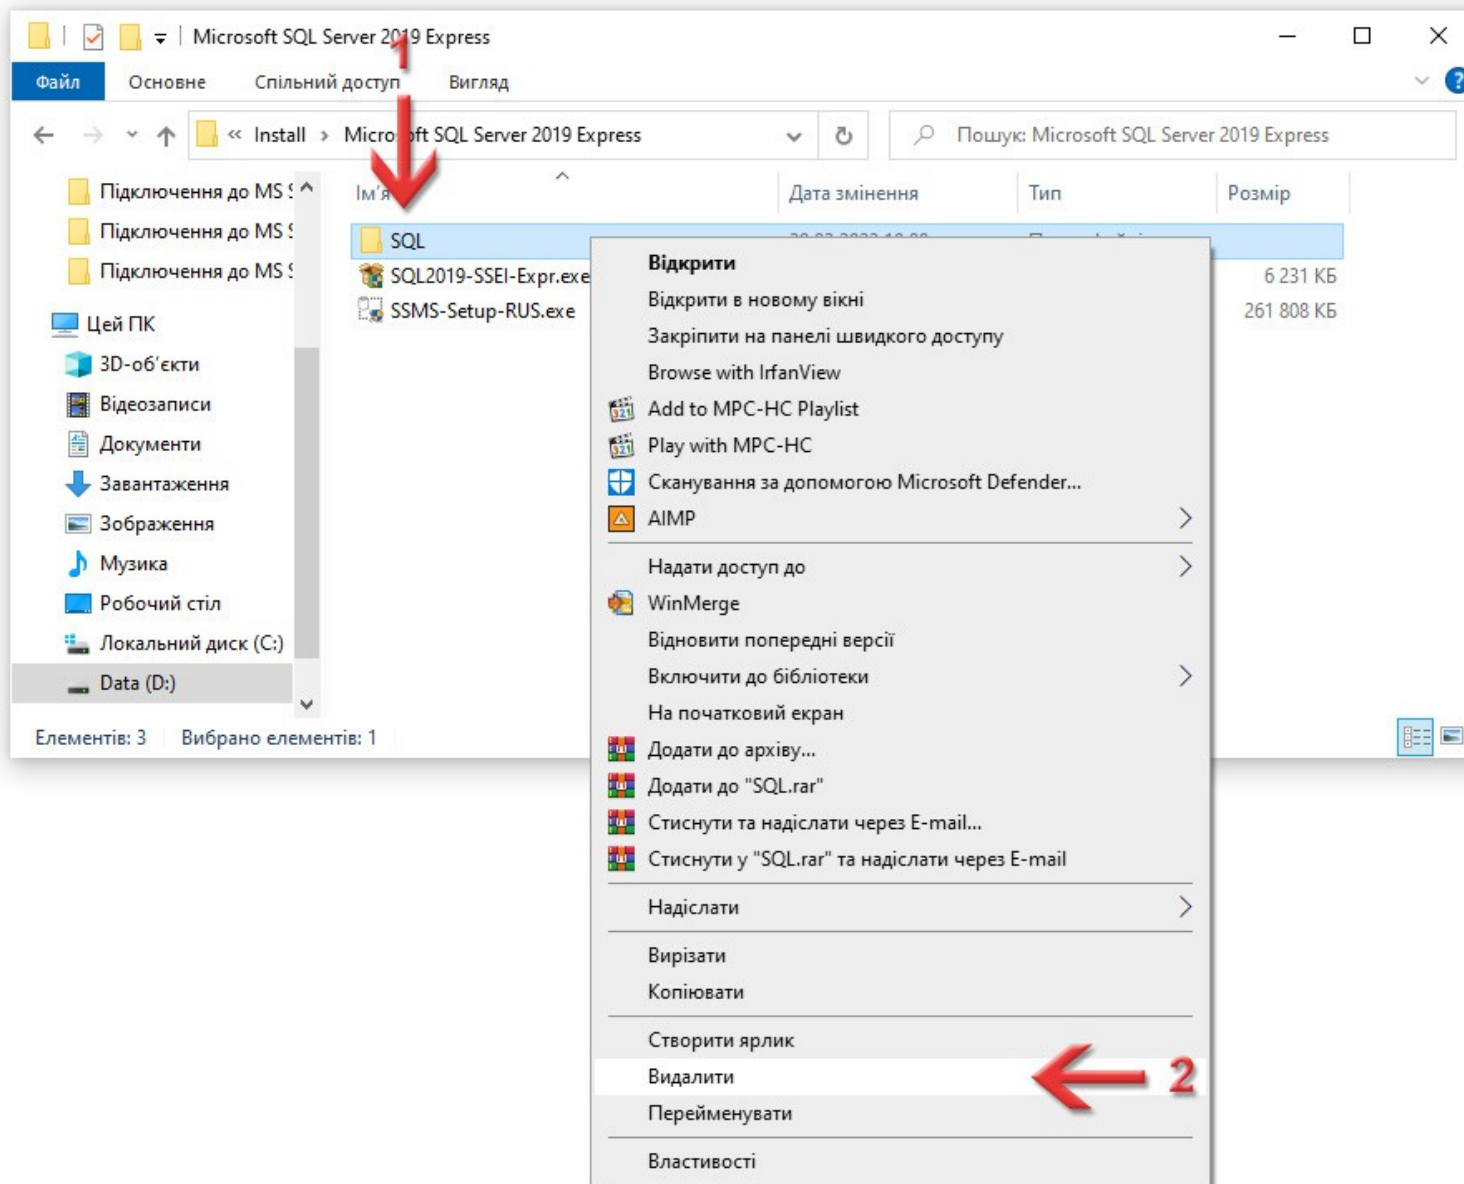 Microsoft SQL Server 2019 Express
1
Файл Основне Спільний доступ Вигляд
?
« Install › Microsoft SQL Server 2019 Express
Пошук: Microsoft SQL Server 2019 Express
Підключення до MS
Підключення до MS
Підключення до MS
Цей ПК
3D-об'єкти
Відеозаписи
Документи
Завантаження
Зображення
Музика
Робочий стіл
Локальний диск (C:)
Data (D:)
Ім'я Дата змінення Тип Розмір
SQL
SQL2019-SSEI-Expr.exe 6 231 КБ
SSMS-Setup-RUS.exe 261 808 КБ
Відкрити
Відкрити в новому вікні
Закріпити на панелі швидкого доступу
Browse with IrfanView
Add to MPC-HC Playlist
Play with MPC-HC
Сканування за допомогою Microsoft Defender...
AIMP
Надати доступ до
WinMerge
Відновити попередні версії
Включити до бібліотеки
На початковий екран
Додати до архіву...
Додати до "SQL.rar"
Стиснути та надіслати через E-mail...
Стиснути у "SQL.rar" та надіслати через E-mail
Надіслати
Вирізати
Копіювати
Створити ярлик
Видалити 2
Перейменувати
Властивості
Елементів: 3 Вибрано елементів: 1